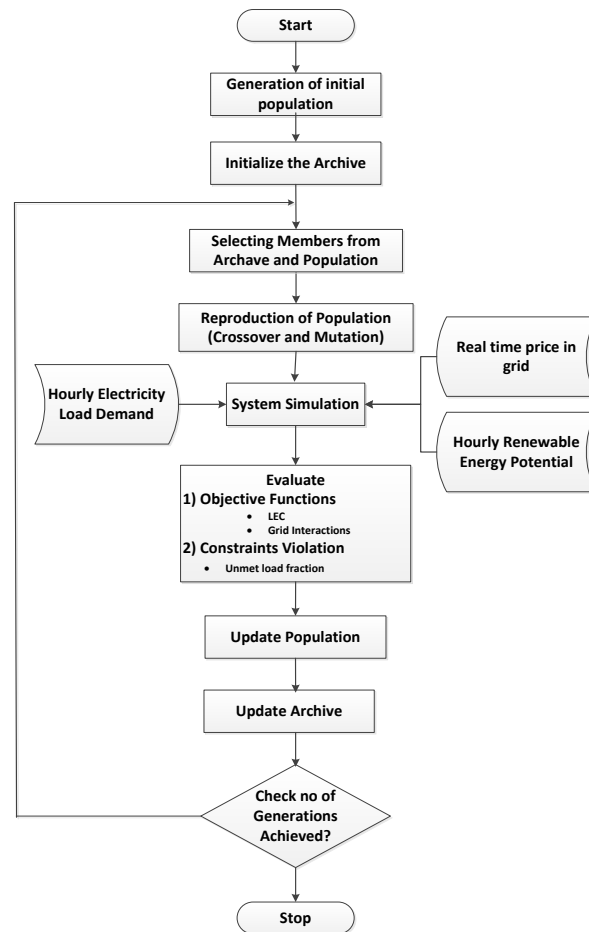 Start
Generation of initial
population
Initialize the Archive
Selecting Members from
Archave and Population
Reproduction of Population
(Crossover and Mutation)
Real time price in
grid
Hourly Electricity
Load Demand
System Simulation
Hourly Renewable
Energy Potential
Evaluate
1) Objective Functions
• LEC
• Grid Interactions
2) Constraints Violation
• Unmet load fraction
Update Population
Update Archive
Check no of
Generations
Achieved?
Stop